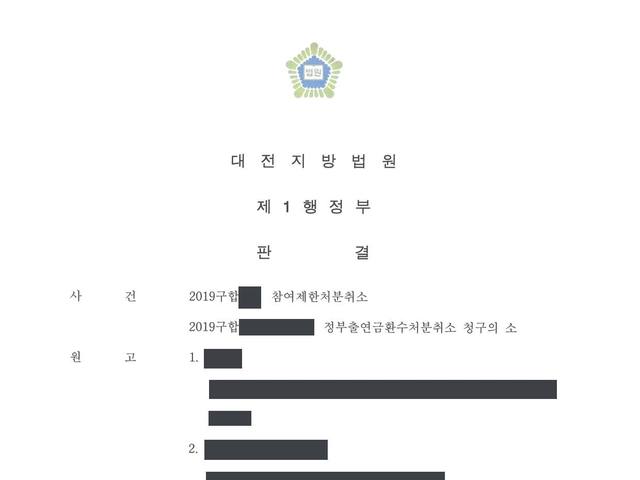 법원
대 전 지 방 법 원
제 1 행 정 부
판 결
사 건 2019구합 참여제한처분취소
2019구합 정부출연금환수처분취소 청구의 소
원 고 1.
2.